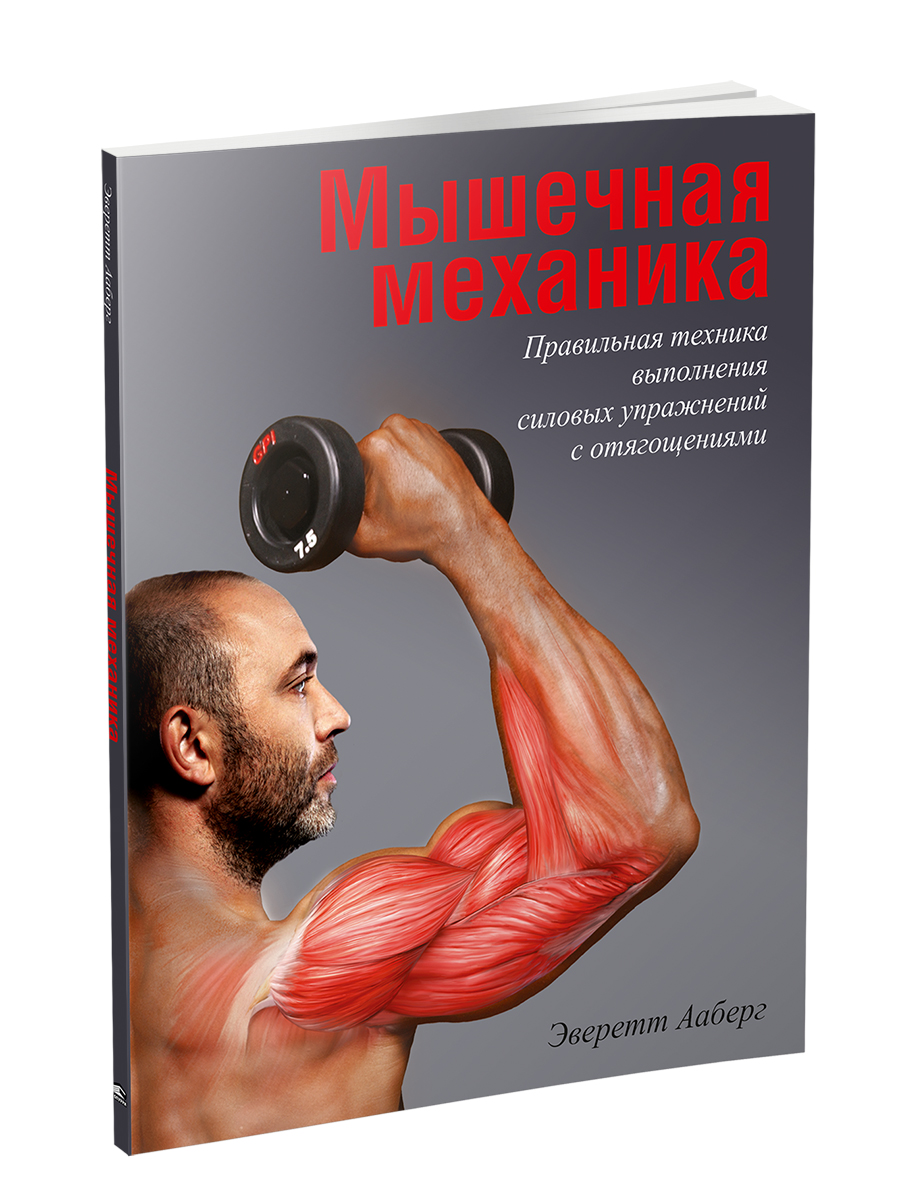 Мышечная
механика
Правильная техника
выполнения
силовых упражнений
с отягощениями
GPI
7.5
Эверетт Ааберг
Эверетт Ааберг
Мышечная механика